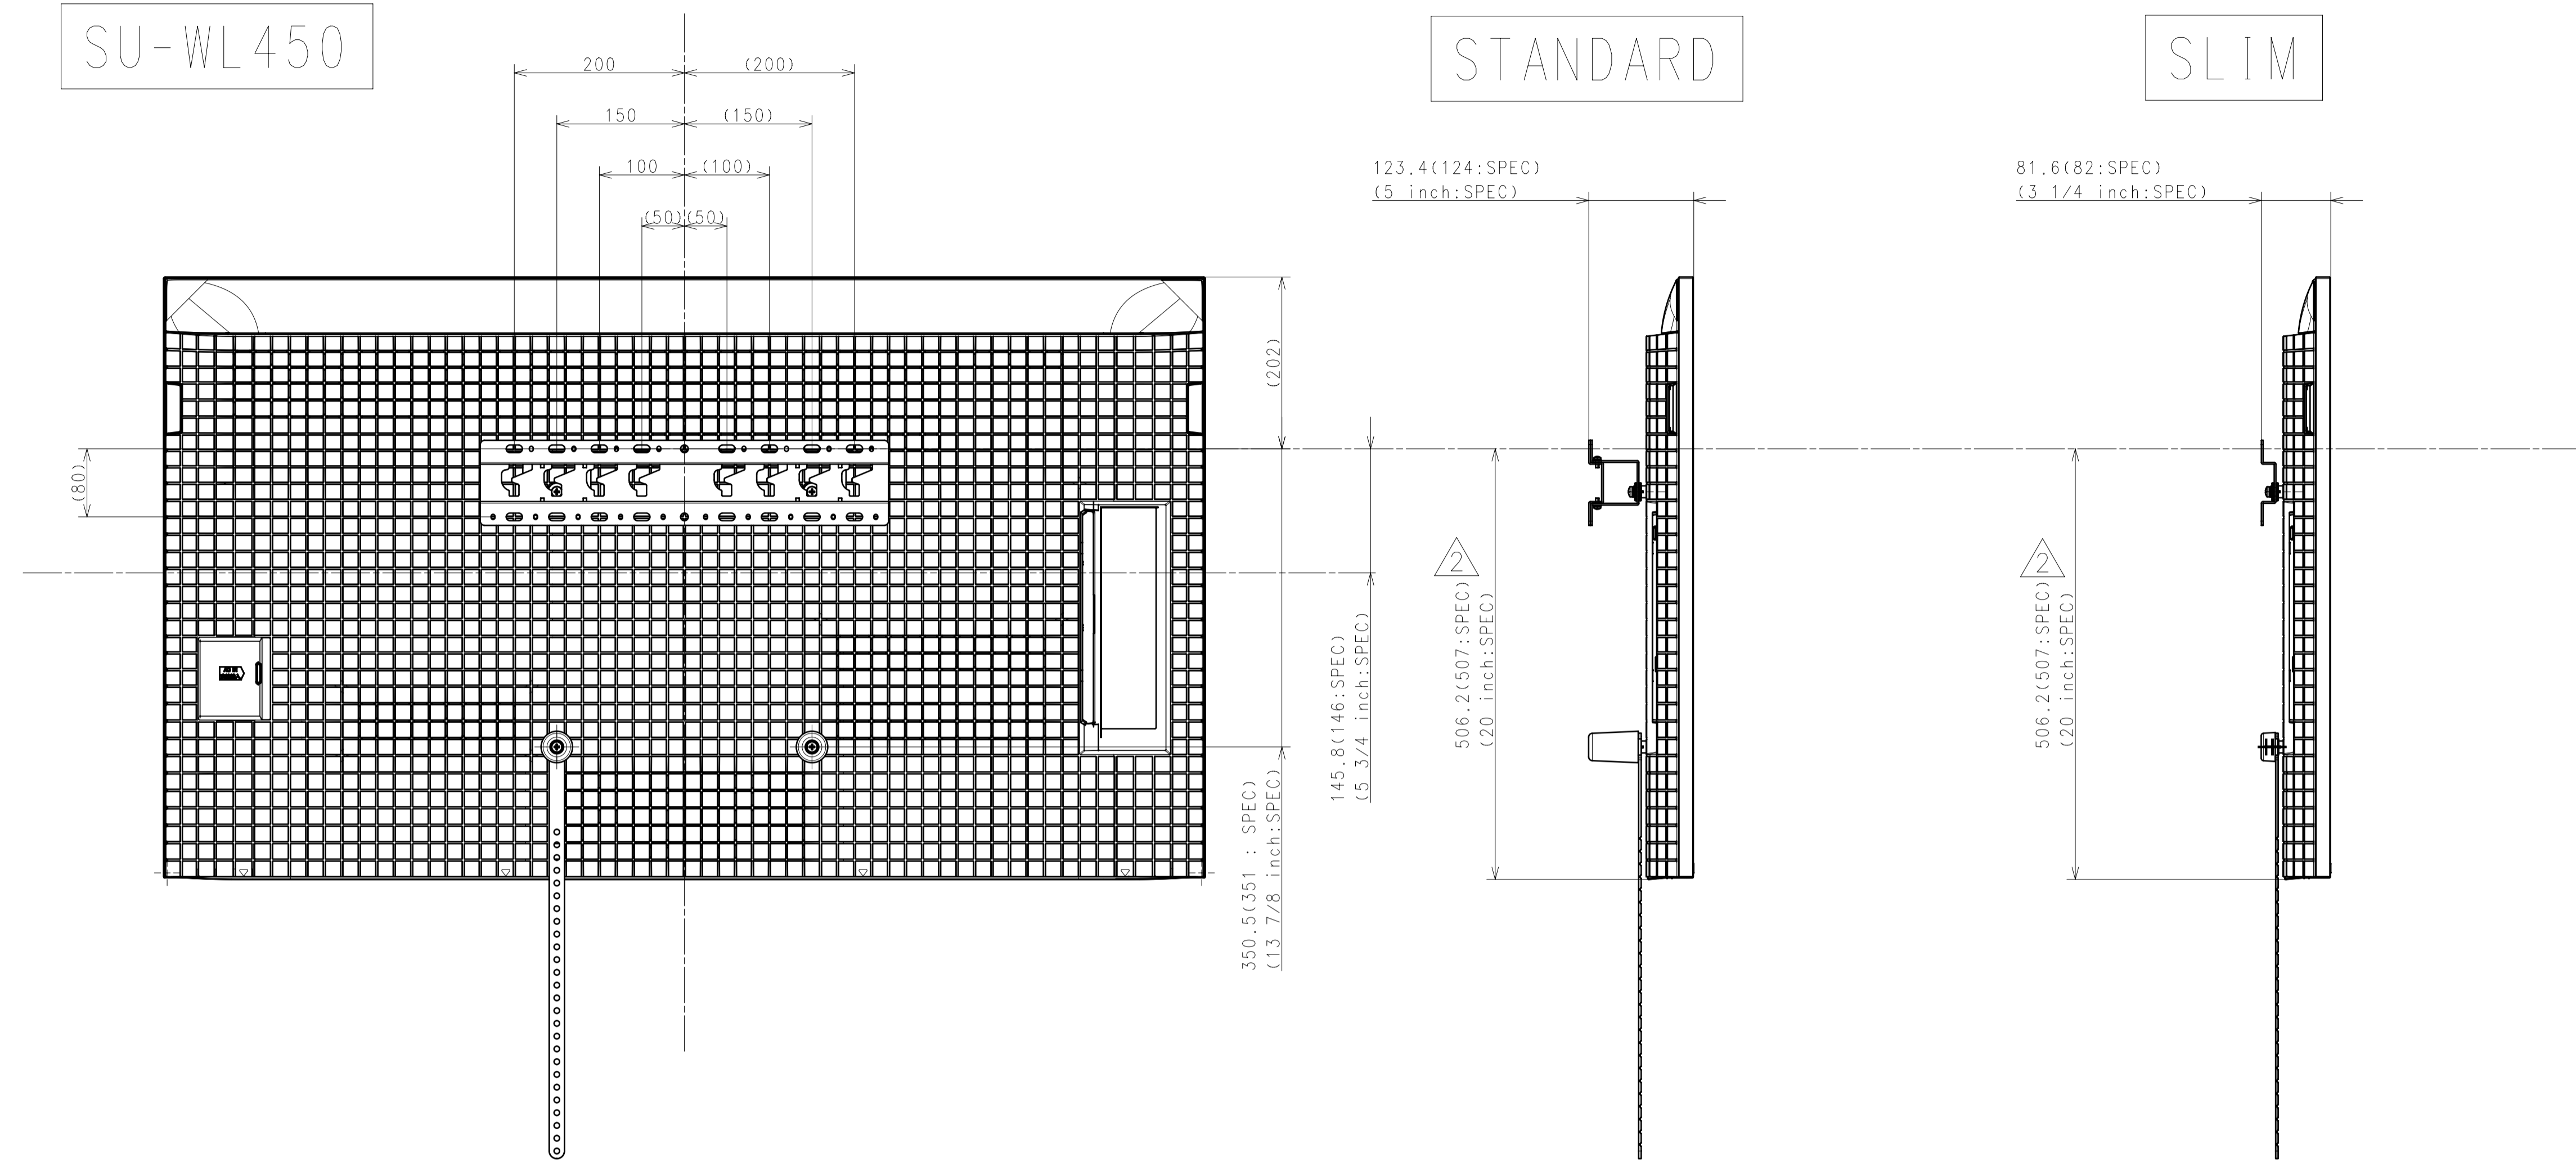 SU-WL450
STANDARD
SLIM
200
(200)
150
(150)
100
(100)
(50)
(50)
123.4(124:SPEC)
(5 inch:SPEC)
81.6(82:SPEC)
(3 1/4 inch:SPEC)
(202)
(80)
350.5(351 : SPEC)
(13 7/8 inch:SPEC)
145.8(146:SPEC)
(5 3/4 inch:SPEC)
2
506.2(507:SPEC)
(20 inch:SPEC)
2
506.2(507:SPEC)
(20 inch:SPEC)